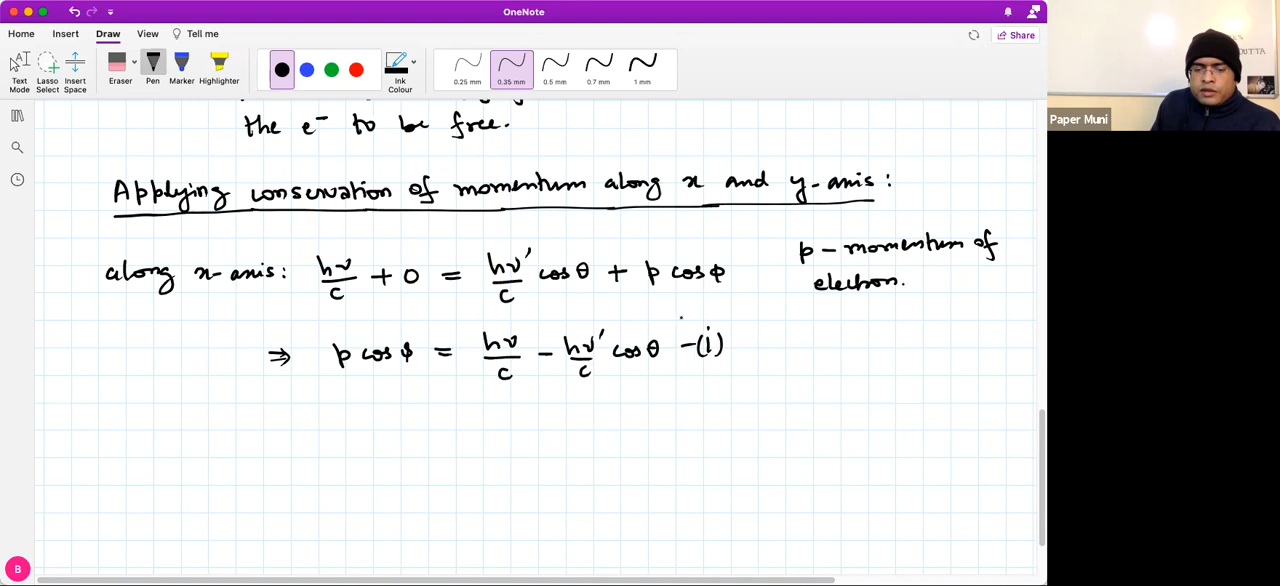 OneNote
Home Insert Draw View Tell me
Share
Text Mode
Lasso Select
Insert Space
Eraser
Pen
Marker
Highlighter
Ink Colour
0.25 mm
0.35 mm
0.5 mm
0.7 mm
1 mm
Paper Muni
the e⁻ to be free.
Applying conservation of momentum along x and y-axis:
along x-axis: hν/c + 0 = hν'/c cos θ + p cos φ
p - momentum of
electron.
⇒ p cos φ = hν/c - hν'/c cos θ -(i)
B